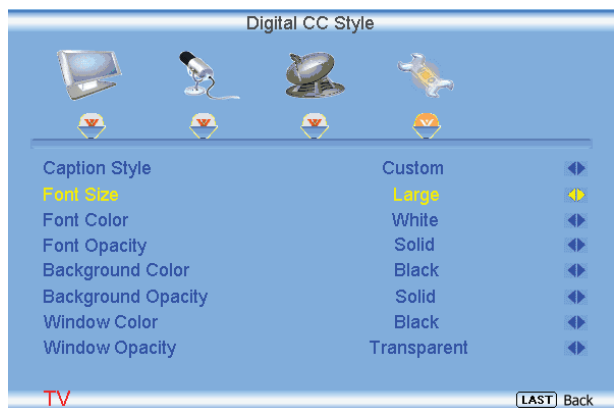 Digital CC Style
Caption Style Custom
Font Size Large
Font Color White
Font Opacity Solid
Background Color Black
Background Opacity Solid
Window Color Black
Window Opacity Transparent
TV LAST Back